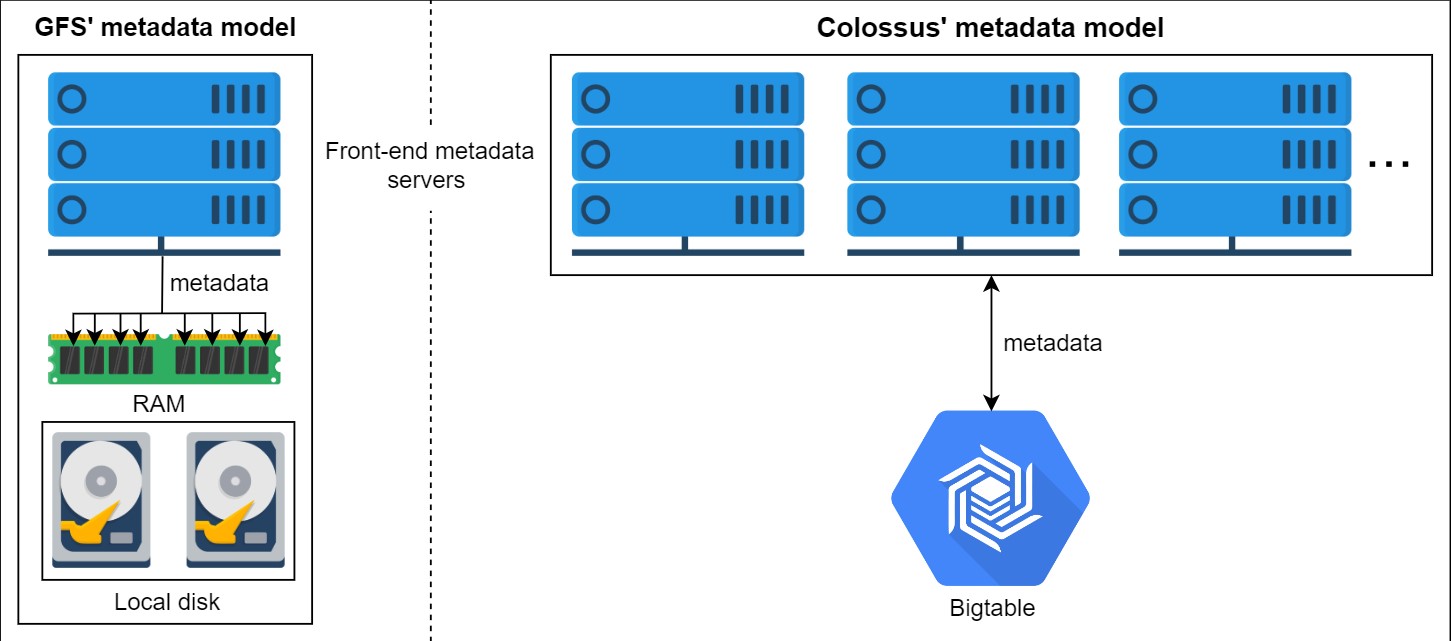 GFS' metadata model
Colossus' metadata model
Front-end metadata
servers
metadata
RAM
Local disk
...
metadata
Bigtable